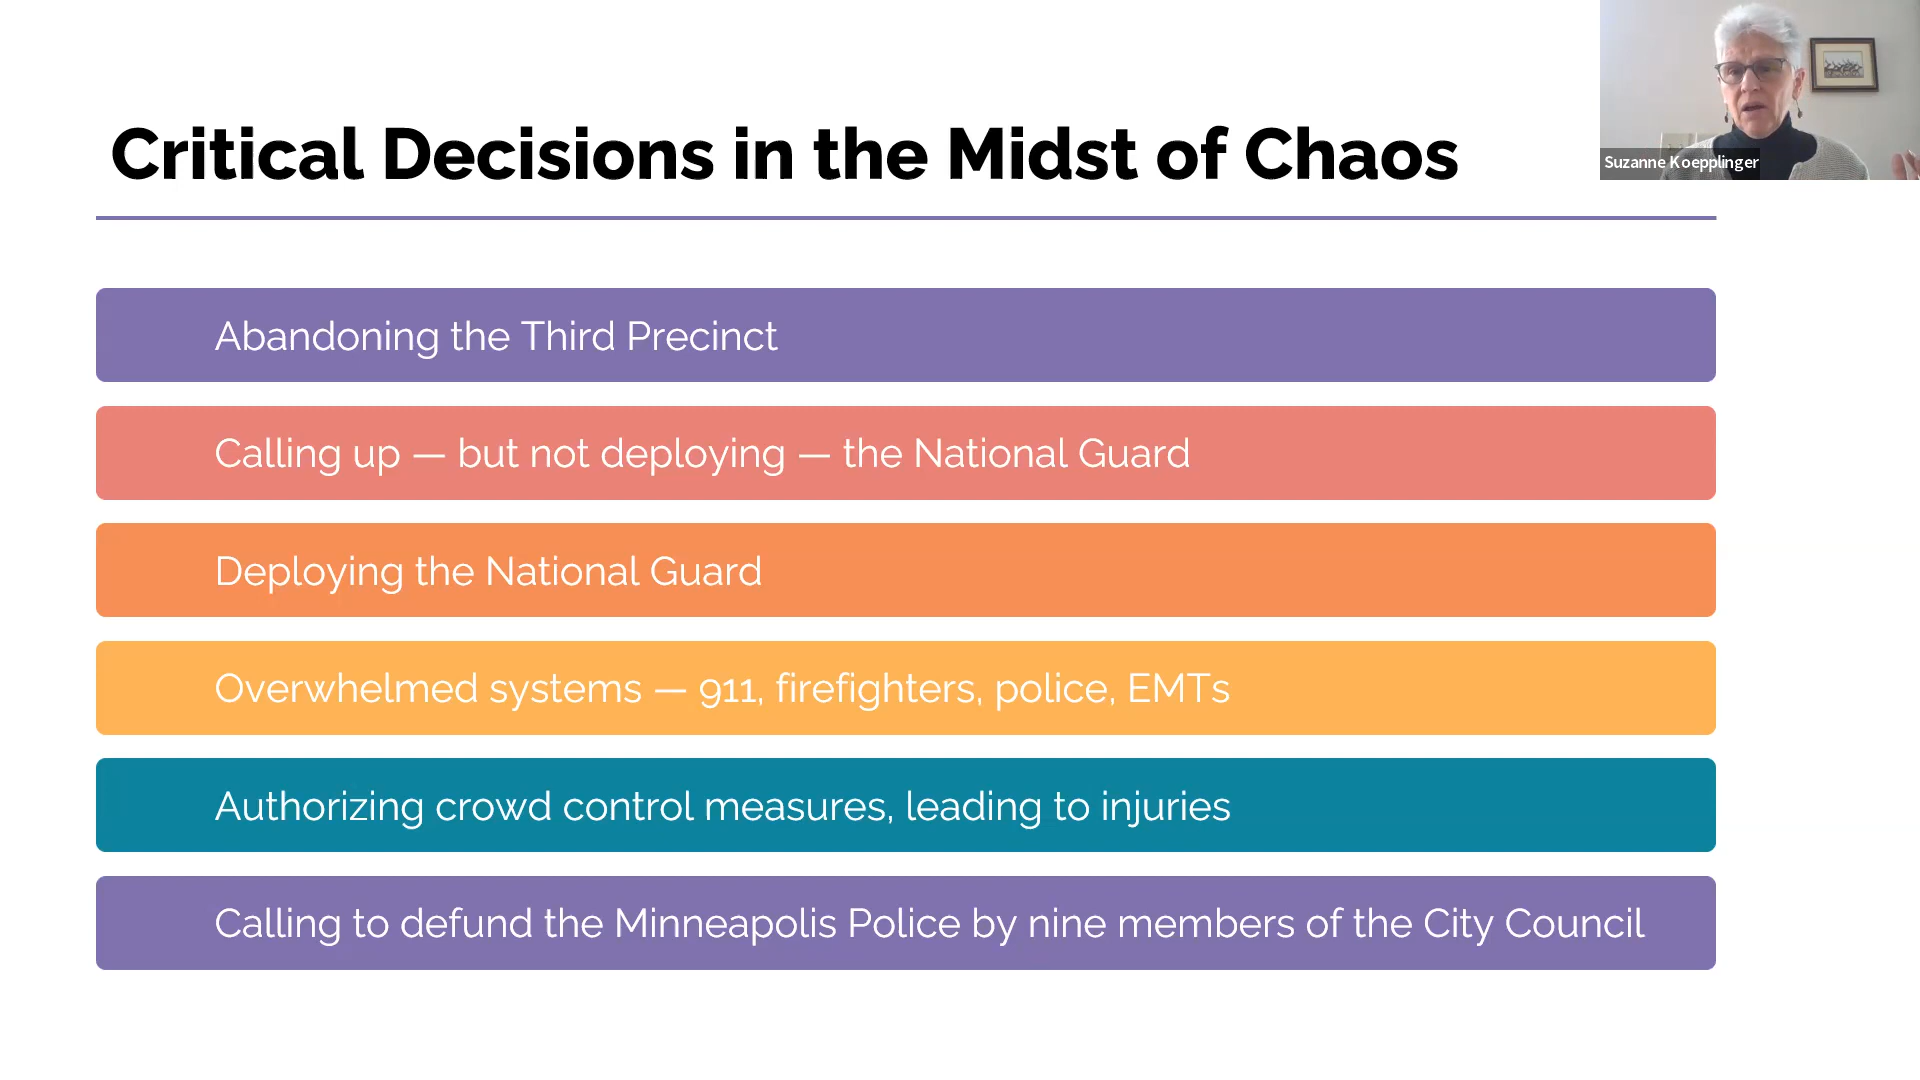 Critical Decisions in the Midst of Chaos
Suzanne Koepplinger
Abandoning the Third Precinct
Calling up — but not deploying — the National Guard
Deploying the National Guard
Overwhelmed systems — 911, firefighters, police, EMTs
Authorizing crowd control measures, leading to injuries
Calling to defund the Minneapolis Police by nine members of the City Council